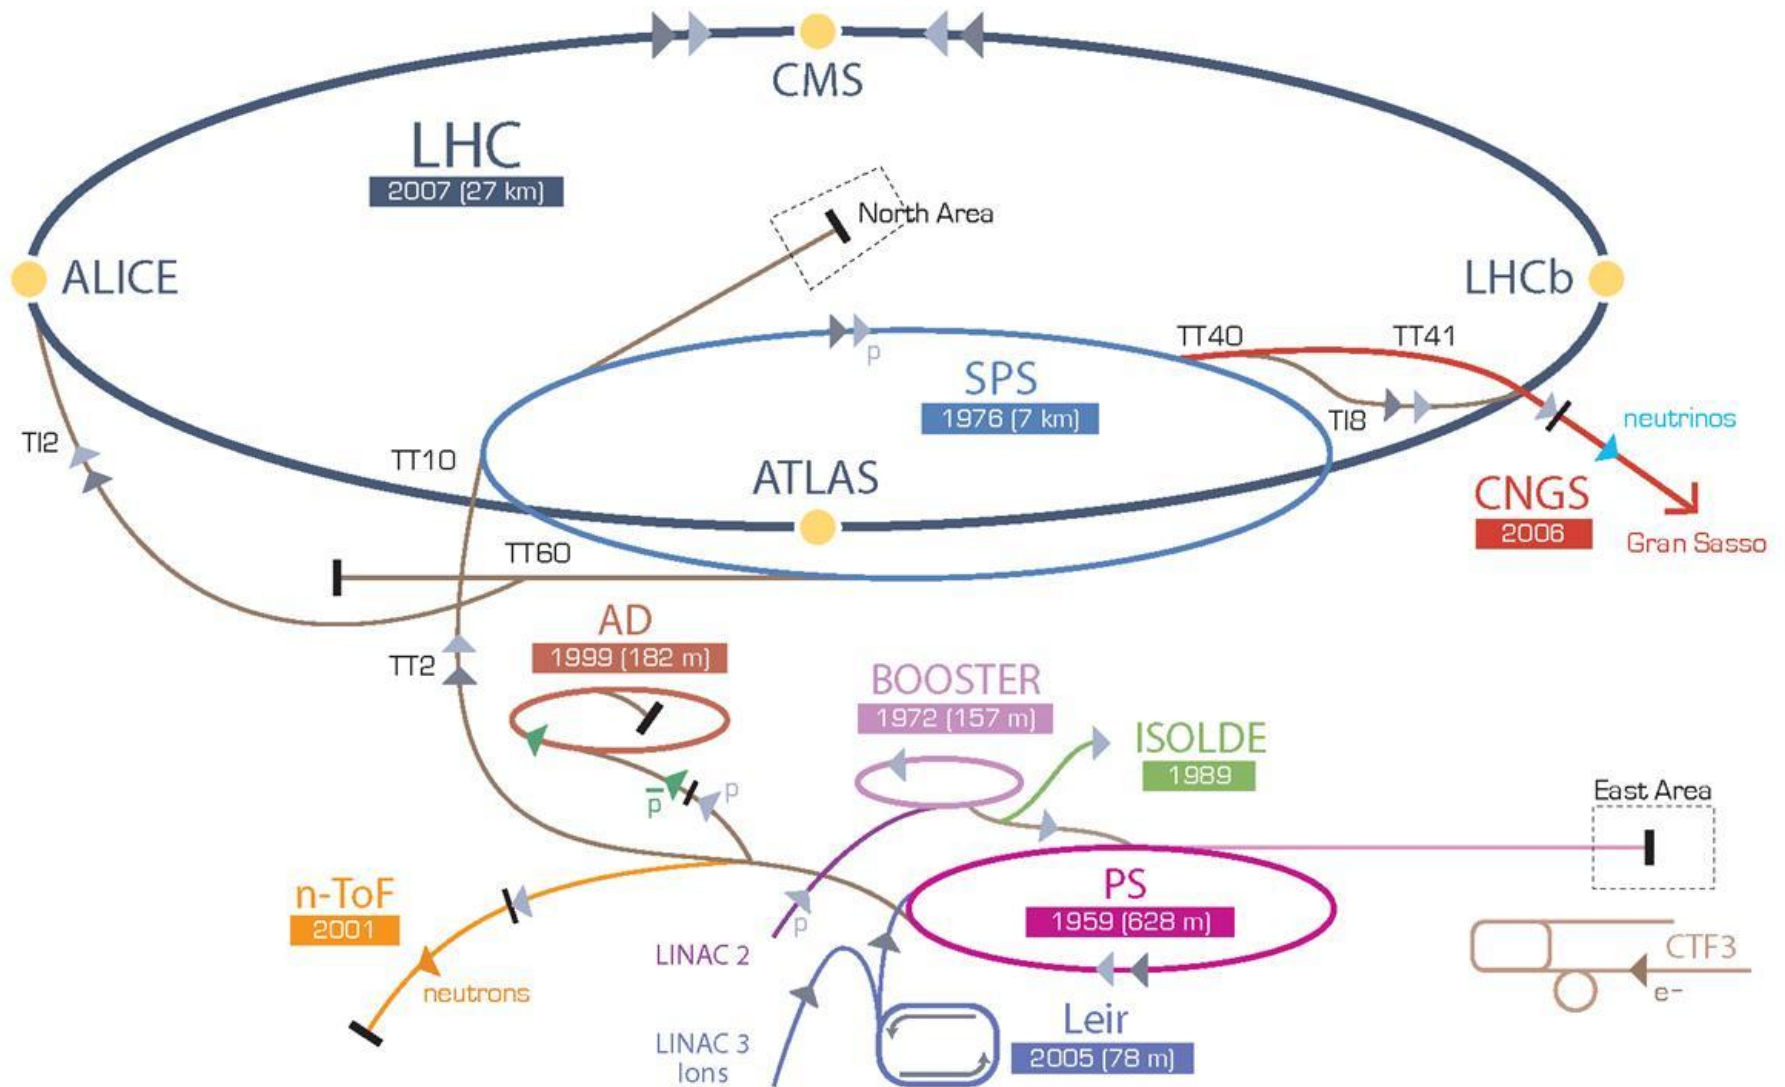 CMS
LHC
2007 (27 km)
North Area
ALICE
LHCb
p
TT40
TT41
SPS
1976 (7 km)
TI8
neutrinos
TI2
TT10
ATLAS
CNGS
2006
Gran Sasso
TT60
AD
1999 (182 m)
TT2
BOOSTER
1972 (157 m)
ISOLDE
1989
p̅
p
East Area
n-ToF
2001
PS
1959 (628 m)
p
LINAC 2
CTF3
neutrons
e-
Leir
2005 (78 m)
LINAC 3
Ions